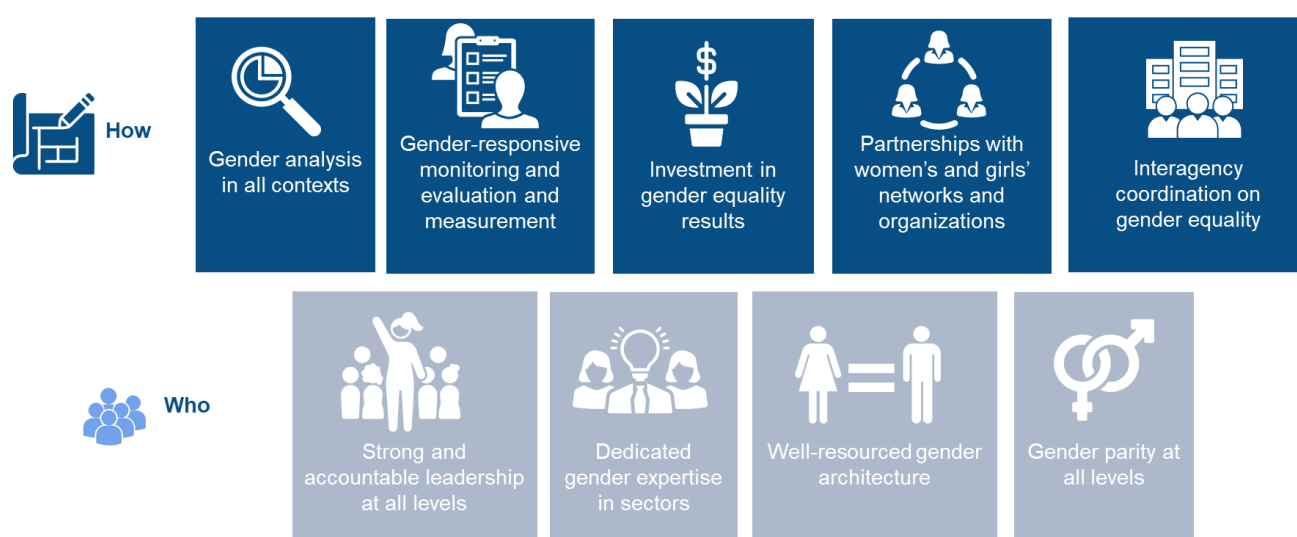 How
Gender analysis
in all contexts
Gender-responsive
monitoring and
evaluation and
measurement
$
Investment in
gender equality
results
Partnerships with
women’s and girls’
networks and
organizations
Interagency
coordination on
gender equality
Who
Strong and
accountable leadership
at all levels
Dedicated
gender expertise
in sectors
Well-resourced gender
architecture
Gender parity at
all levels